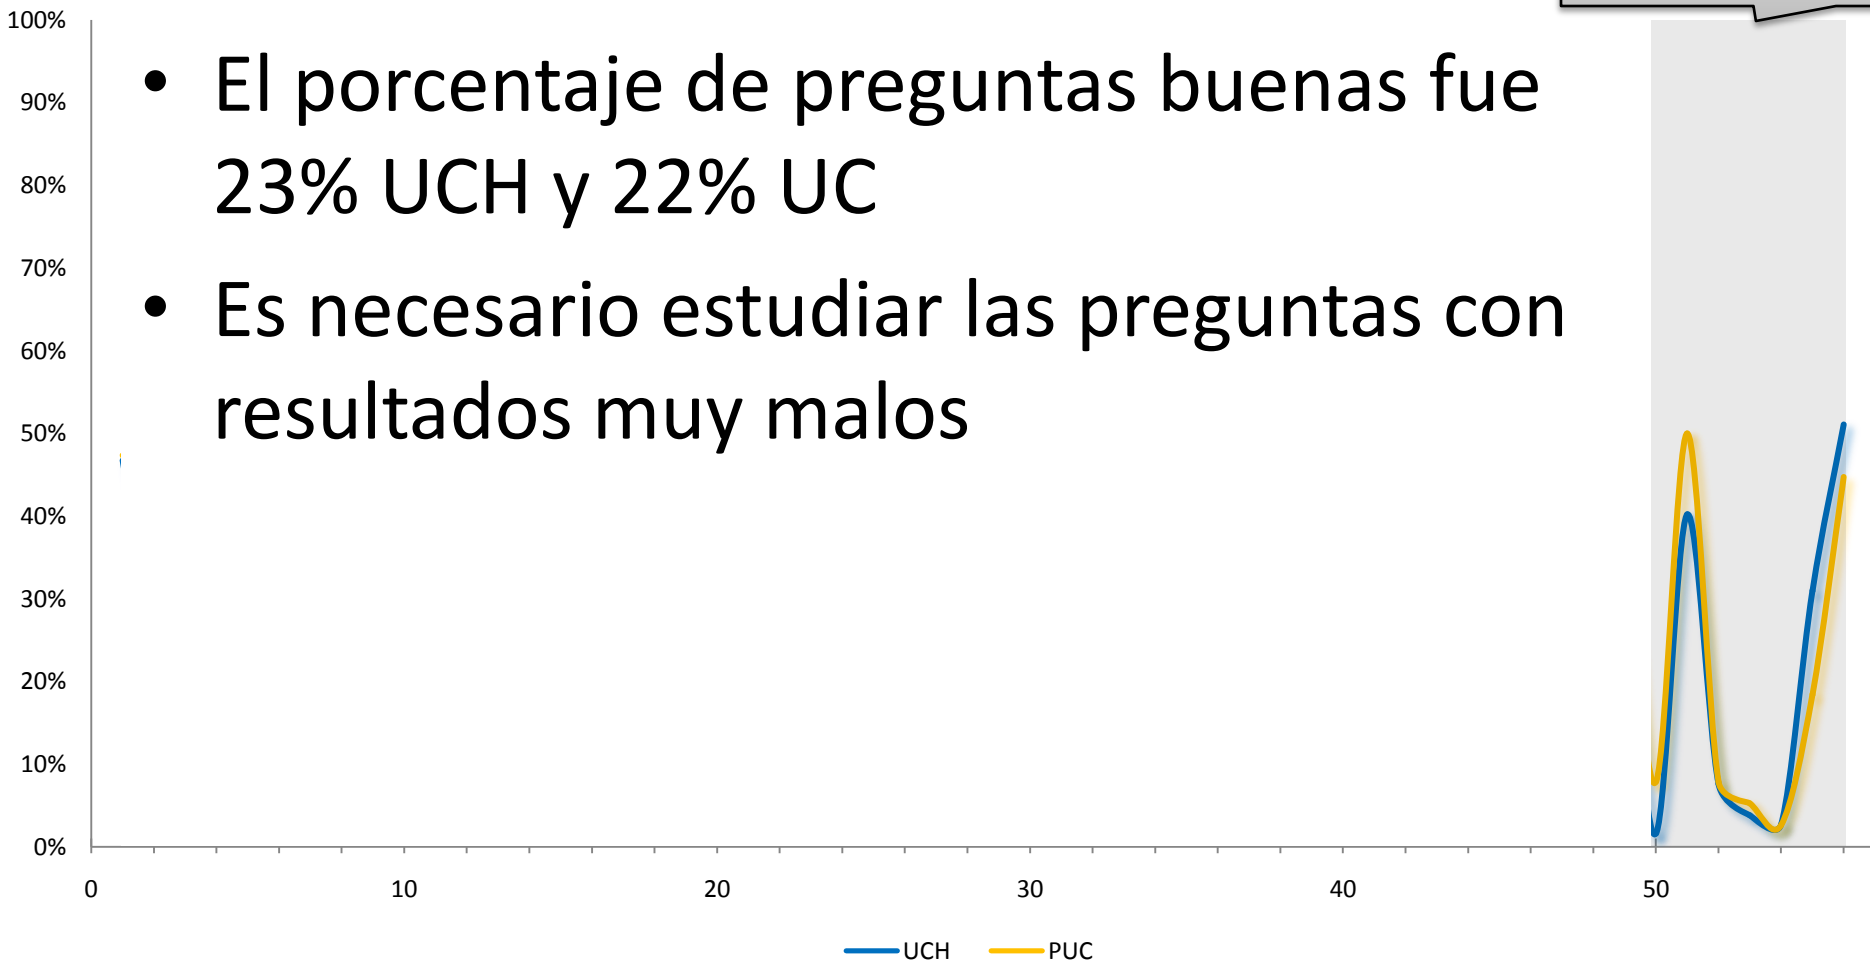 100%
90%
80%
70%
60%
50%
40%
30%
20%
10%
0%
• El porcentaje de preguntas buenas fue
23% UCH y 22% UC
• Es necesario estudiar las preguntas con
resultados muy malos
0 10 20 30 40 50
UCH PUC